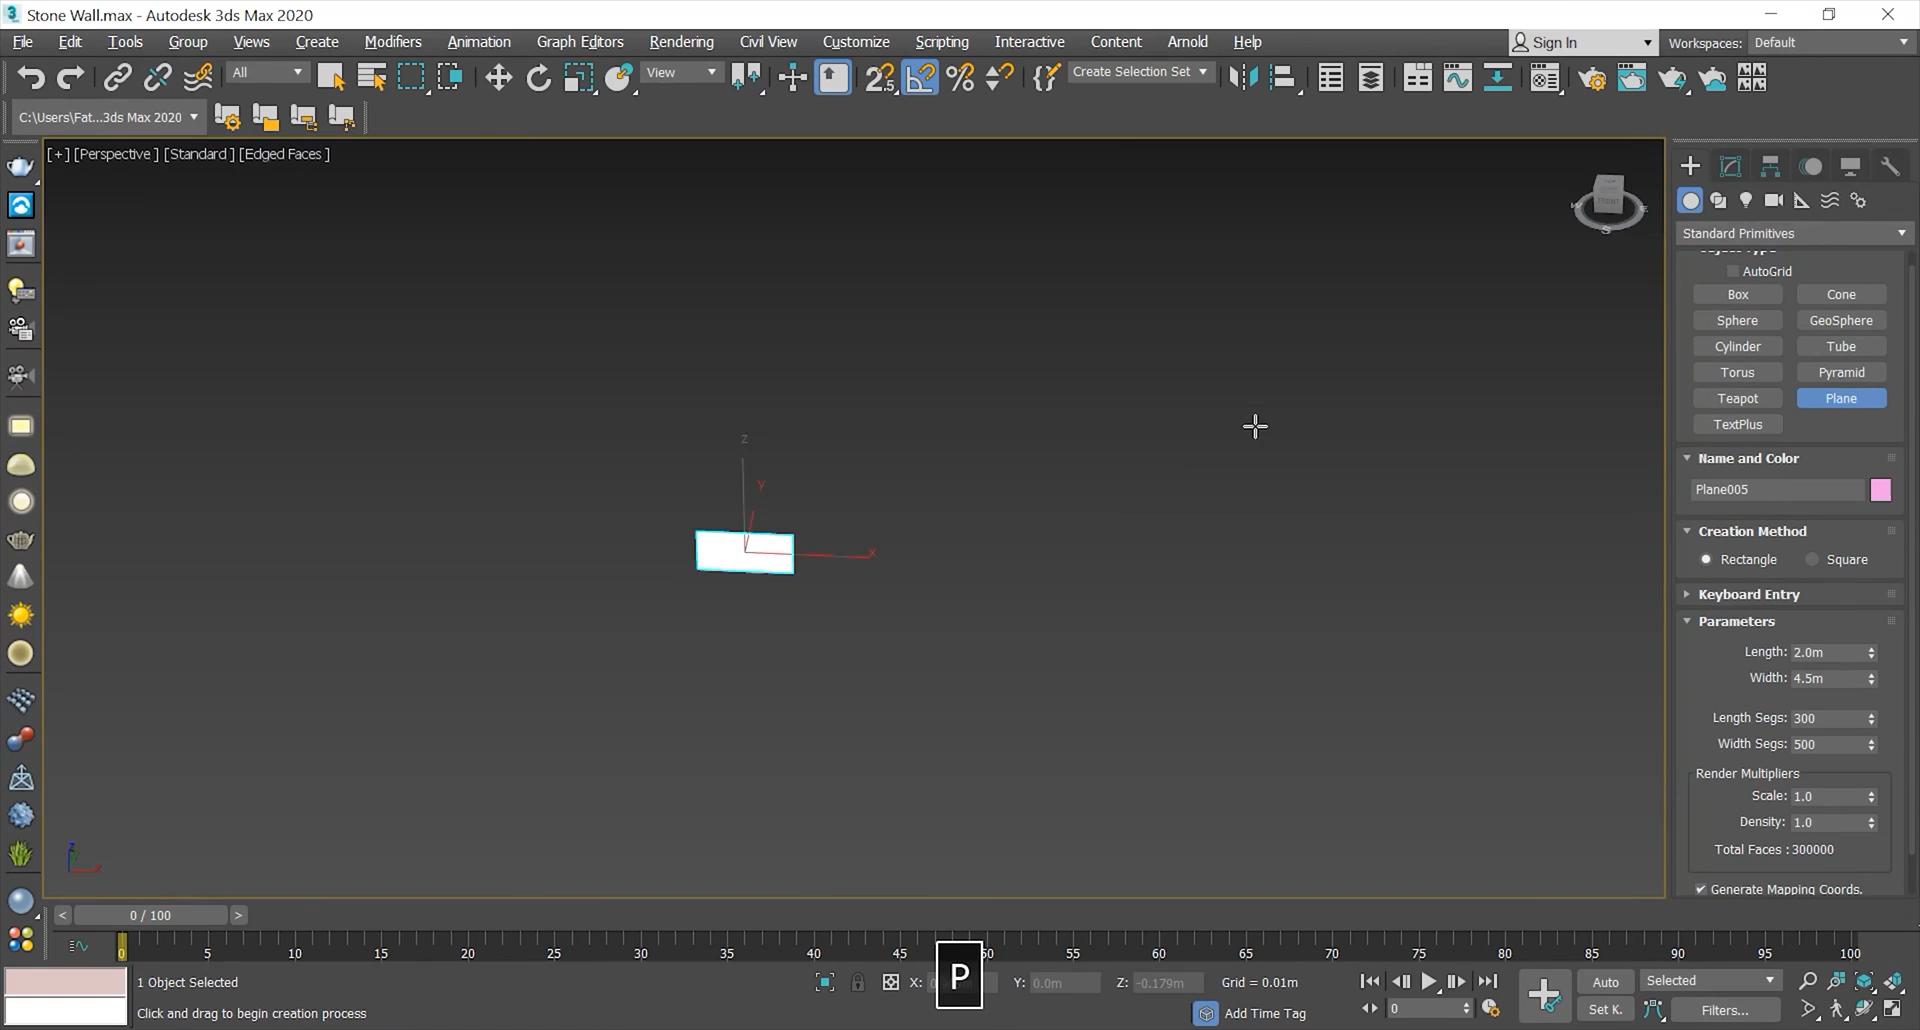 Stone Wall.max - Autodesk 3ds Max 2020
File Edit Tools Group Views Create Modifiers Animation Graph Editors Rendering Civil View Customize Scripting Interactive Content Arnold Help
Sign In
Workspaces: Default
All
View
Create Selection Set
C:\Users\Fat...3ds Max 2020
[+] [Perspective ] [Standard ] [Edged Faces ]
FRONT
S
Standard Primitives
AutoGrid
Box Cone
Sphere GeoSphere
Cylinder Tube
Torus Pyramid
Teapot Plane
TextPlus
Name and Color
Plane005
Creation Method
Rectangle Square
Keyboard Entry
Parameters
Length: 2.0m
Width: 4.5m
Length Segs: 300
Width Segs: 500
Render Multipliers
Scale: 1.0
Density: 1.0
Total Faces : 300000
Generate Mapping Coords.
z
y
x
z
x
< 0 / 100 >
0 5 10 15 20 25 30 35 40 45 50 55 60 65 70 75 80 85 90 95 100
P
1 Object Selected
X: Y: 0.0m Z: -0.179m Grid = 0.01m
Auto Selected
Click and drag to begin creation process
Add Time Tag
0
Set K. Filters...